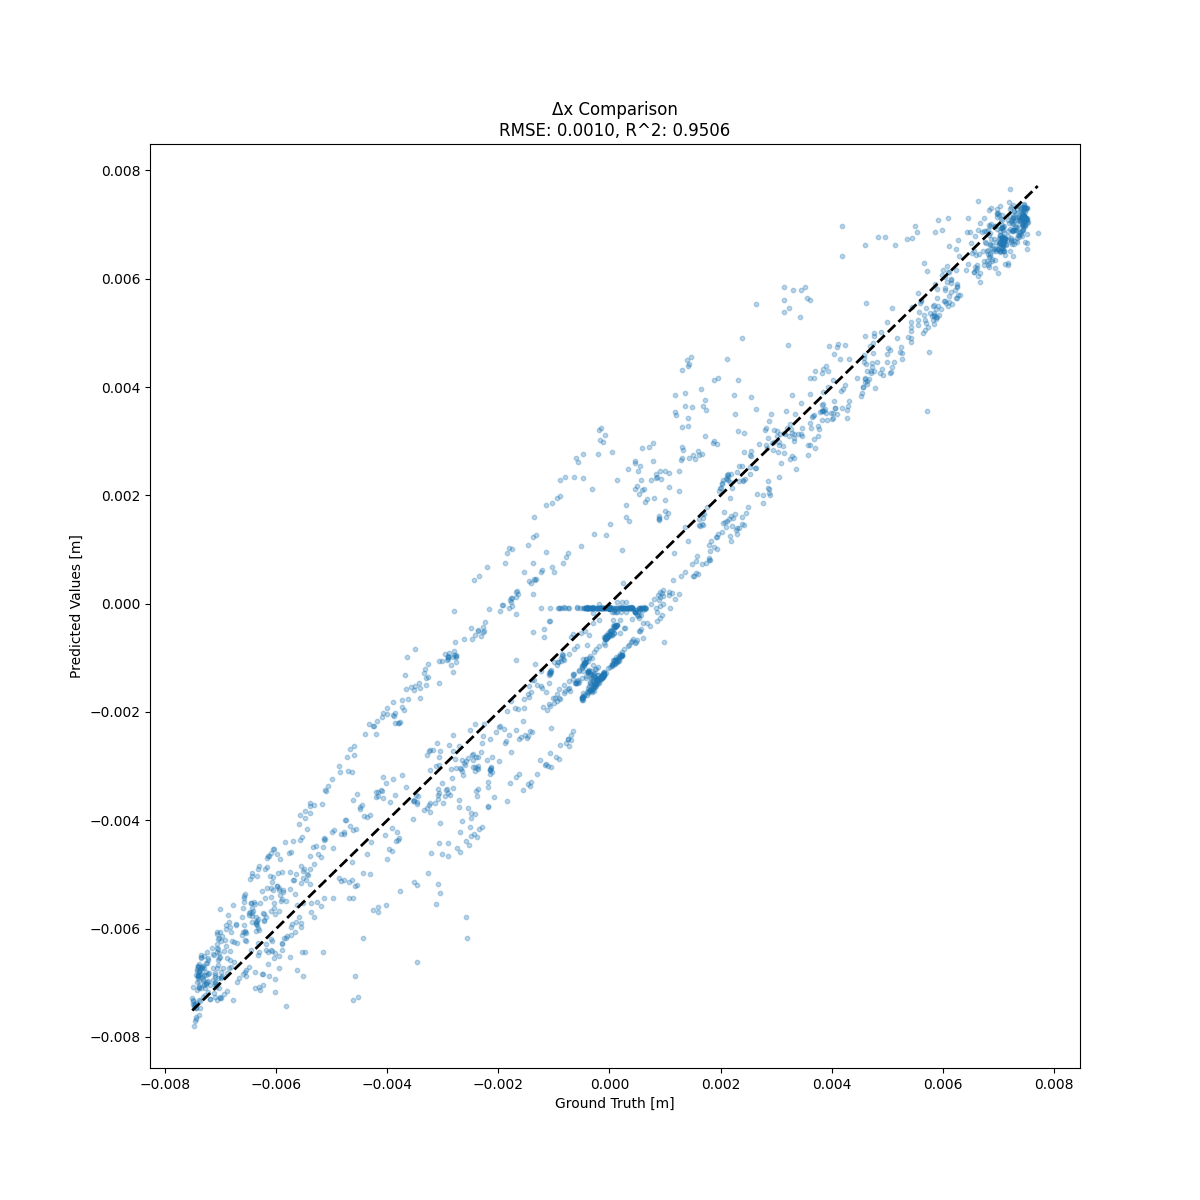 Δx Comparison
RMSE: 0.0010, R^2: 0.9506
0.008
0.006
0.004
0.002
0.000
−0.002
−0.004
−0.006
−0.008
Predicted Values [m]
−0.008 −0.006 −0.004 −0.002 0.000 0.002 0.004 0.006 0.008
Ground Truth [m]